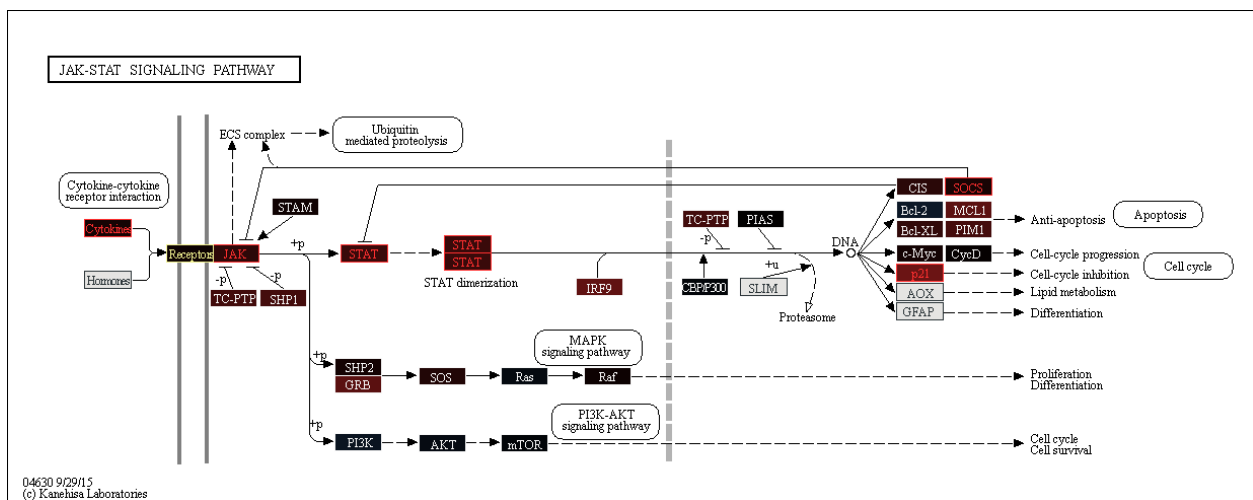 JAK-STAT SIGNALING PATHWAY
ECS complex
Ubiquitin
mediated proteolysis
Cytokine-cytokine
receptor interaction
Cytokines
Hormones
Receptor
JAK
STAM
+p
-p
-p
TC-PTP
SHP1
STAT
STAT
STAT
STAT dimerization
IRF9
TC-PTP
PIAS
-p
+u
CBP/P300
SLIM
Proteasome
DNA
CIS
SOCS
Bcl-2
MCL1
Bcl-XL
PIM1
c-Myc
CycD
p21
AOX
GFAP
Anti-apoptosis
Apoptosis
Cell-cycle progression
Cell-cycle inhibition
Cell cycle
Lipid metabolism
Differentiation
+p
SHP2
GRB
SOS
Ras
Raf
MAPK
signaling pathway
Proliferation
Differentiation
+p
PI3K
AKT
mTOR
PI3K-AKT
signaling pathway
Cell cycle
Cell survival
04630 9/29/15
(c) Kanehisa Laboratories